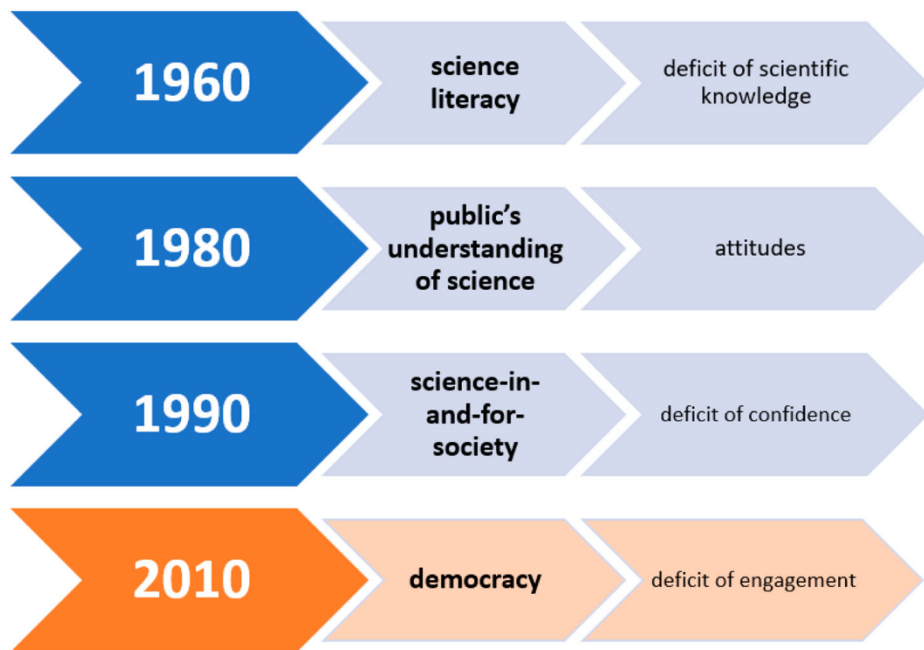 1960
science
literacy
deficit of scientific
knowledge
1980
public’s
understanding
of science
attitudes
1990
science-in-
and-for-
society
deficit of confidence
2010
democracy
deficit of engagement